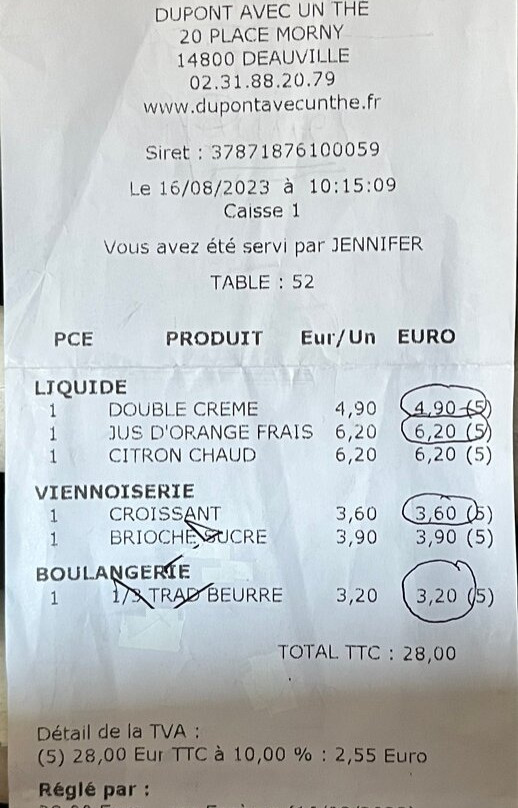 DUPONT AVEC UN THE
20 PLACE MORNY
14800 DEAUVILLE
02.31.88.20.79
www.dupontavecunthe.fr
Siret : 37871876100059
Le 16/08/2023 à 10:15:09
Caisse 1
Vous avez été servi par JENNIFER
TABLE : 52
PCE PRODUIT Eur/Un EURO
LIQUIDE
1 DOUBLE CREME 4,90 4,90 (5)
1 JUS D'ORANGE FRAIS 6,20 6,20 (5)
1 CITRON CHAUD 6,20 6,20 (5)
VIENNOISERIE
1 CROISSANT 3,60 3,60 (5)
1 BRIOCHE SUCRE 3,90 3,90 (5)
BOULANGERIE
1 1/3 TRAD BEURRE 3,20 3,20 (5)
TOTAL TTC : 28,00
Détail de la TVA :
(5) 28,00 Eur TTC à 10,00 % : 2,55 Euro
Réglé par :